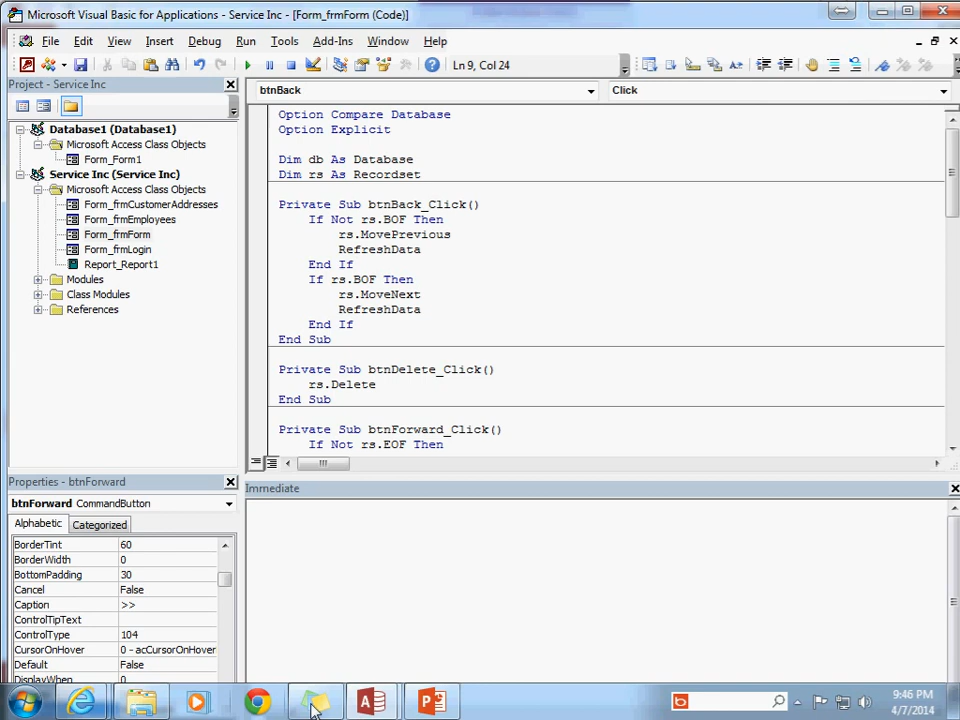 Microsoft Visual Basic for Applications - Service Inc - [Form_frmForm (Code)]
File Edit View Insert Debug Run Tools Add-Ins Window Help
Ln 9, Col 24
Project - Service Inc
btnBack Click
Database1 (Database1)
Microsoft Access Class Objects
Form_Form1
Service Inc (Service Inc)
Microsoft Access Class Objects
Form_frmCustomerAddresses
Form_frmEmployees
Form_frmForm
Form_frmLogin
Report_Report1
Modules
Class Modules
References
Option Compare Database
Option Explicit
Dim db As Database
Dim rs As Recordset
Private Sub btnBack_Click()
If Not rs.BOF Then
rs.MovePrevious
RefreshData
End If
If rs.BOF Then
rs.MoveNext
RefreshData
End If
End Sub
Private Sub btnDelete_Click()
rs.Delete
End Sub
Private Sub btnForward_Click()
If Not rs.EOF Then
Properties - btnForward
btnForward CommandButton
Alphabetic Categorized
BorderTint 60
BorderWidth 0
BottomPadding 30
Cancel False
Caption >>
ControlTipText
ControlType 104
CursorOnHover 0 - acCursorOnHover
Default False
DisplayWhen 0
Immediate
9:46 PM
4/7/2014